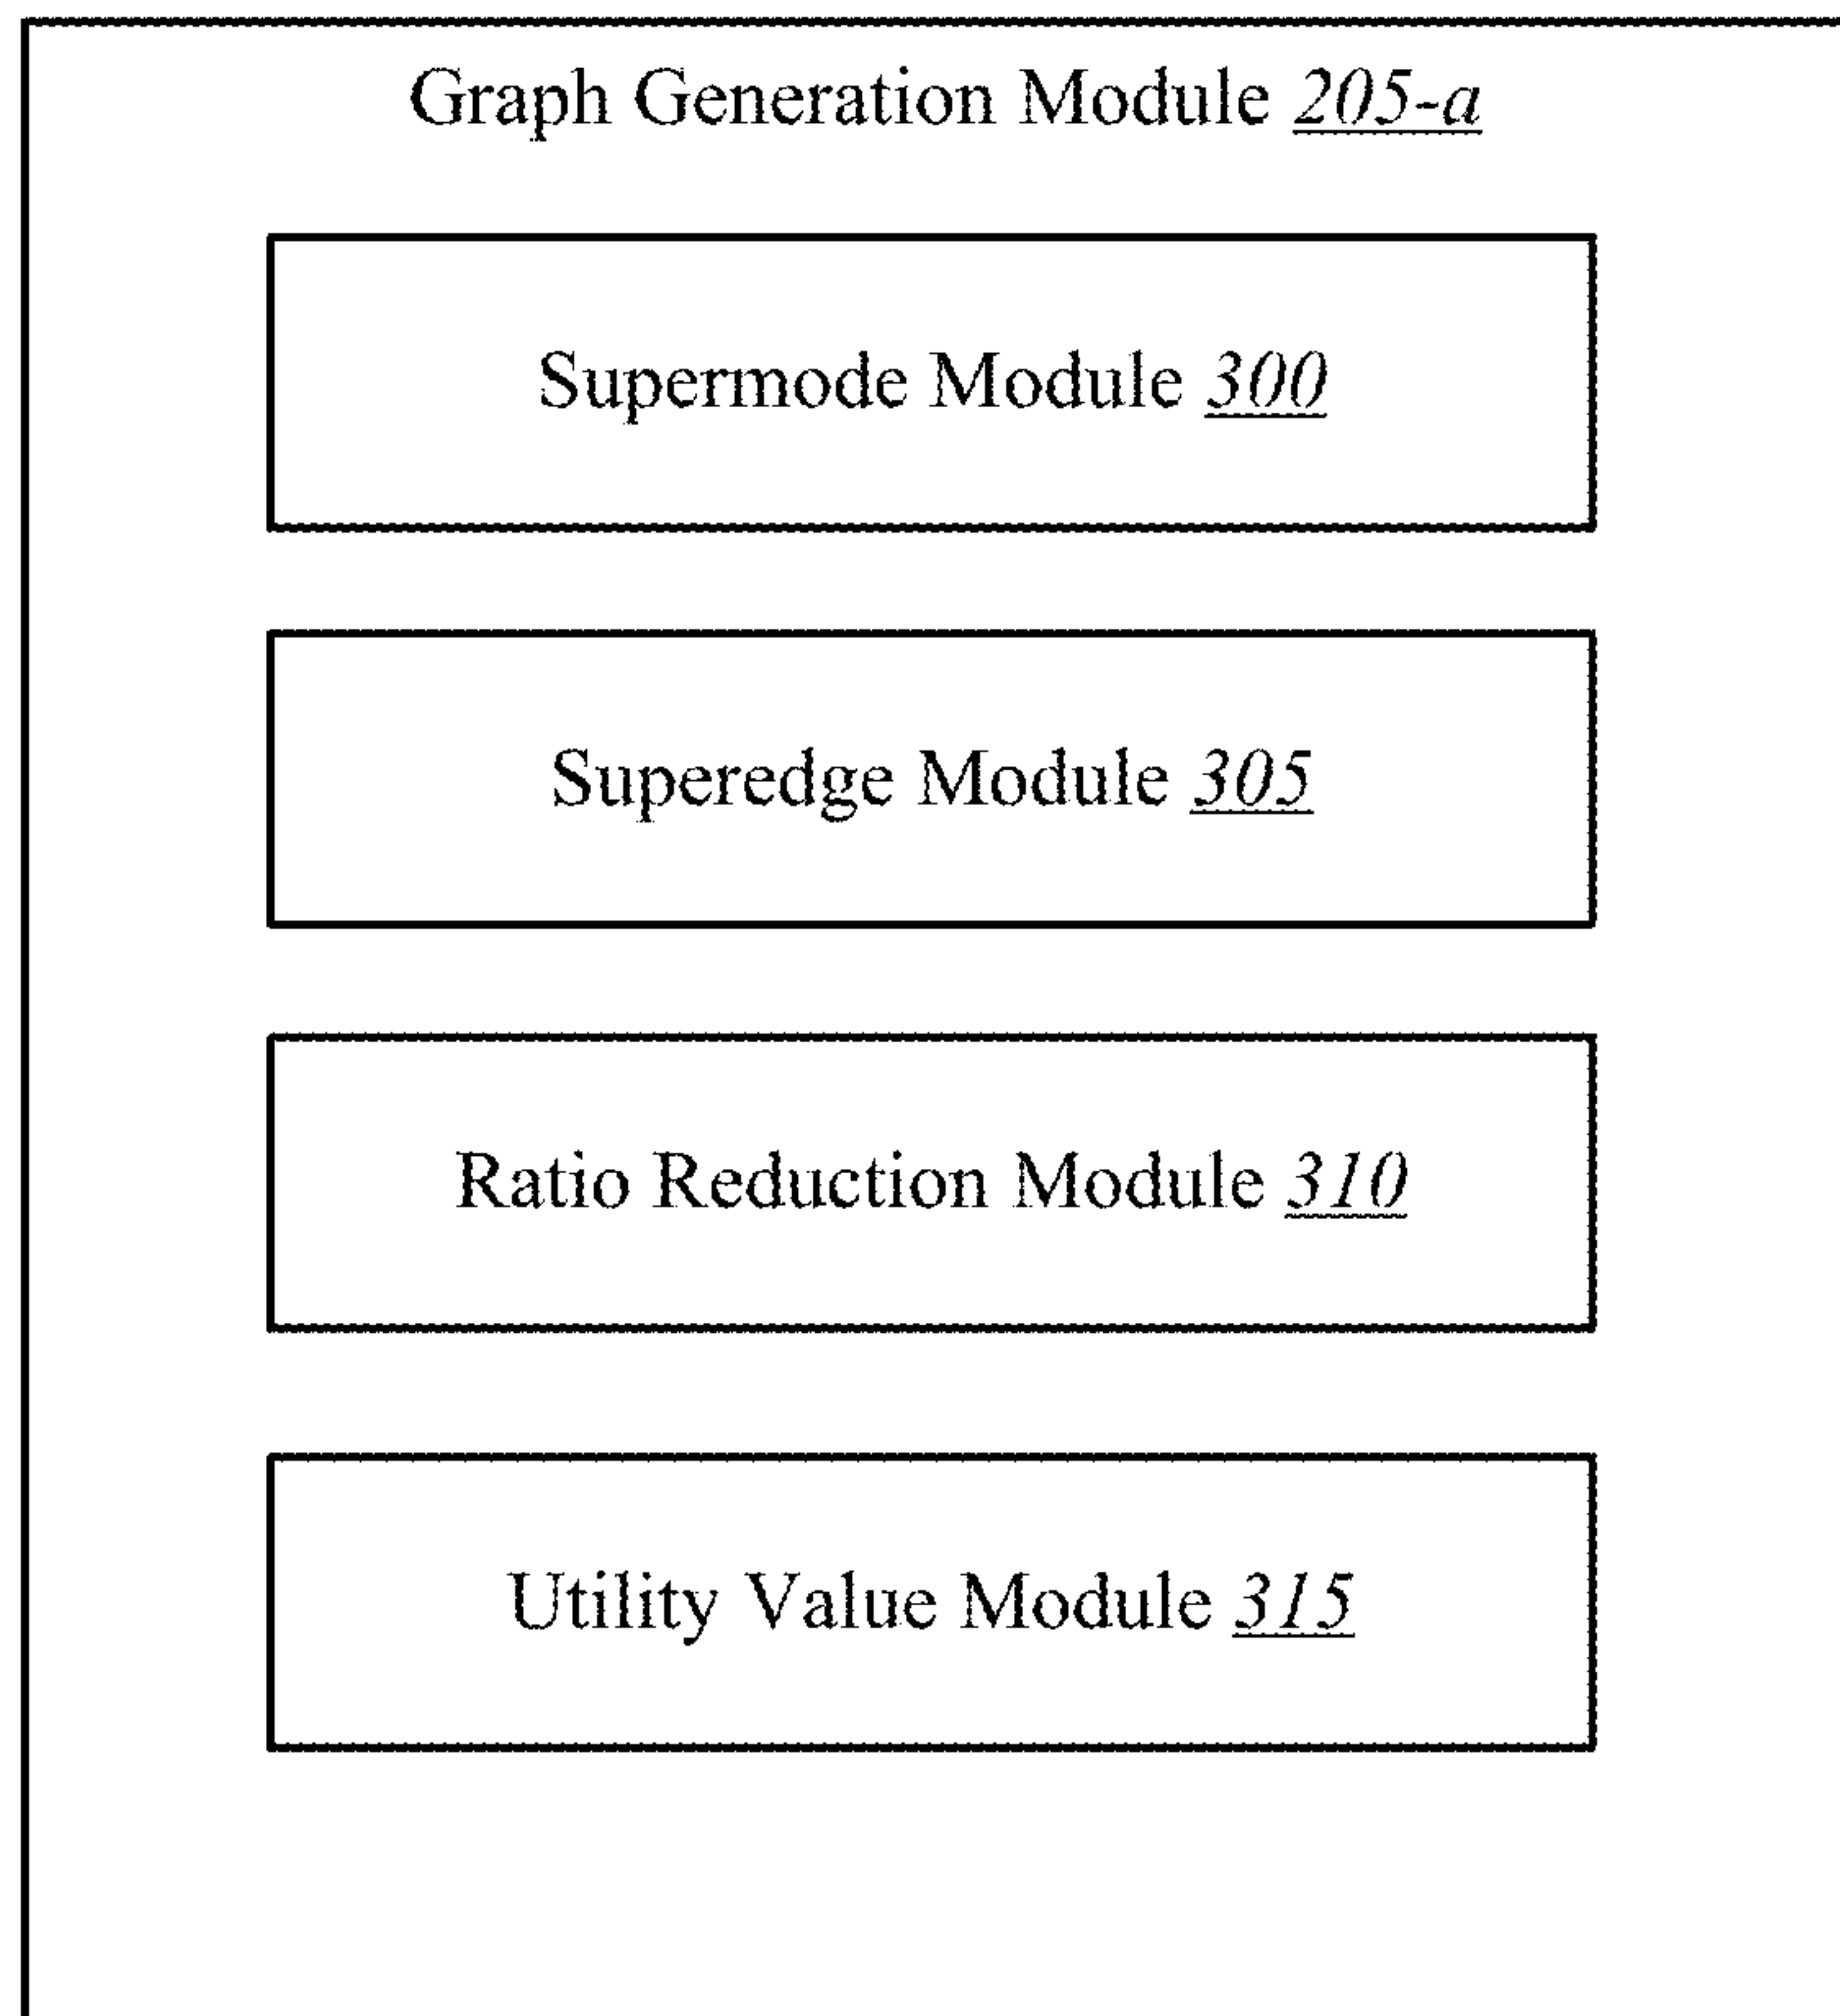 Graph Generation Module 205-a
Supermode Module 300
Superedge Module 305
Ratio Reduction Module 310
Utility Value Module 315